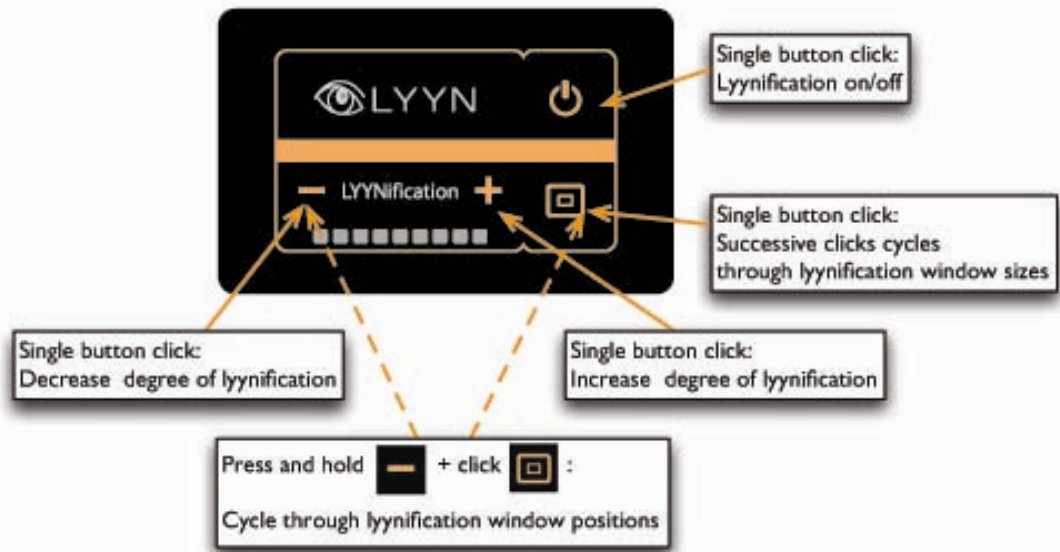 LYYN
LYYNification
Single button click:
Lyynification on/off
Single button click:
Successive clicks cycles
through lyynification window sizes
Single button click:
Decrease degree of lyynification
Single button click:
Increase degree of lyynification
Press and hold + click :
Cycle through lyynification window positions